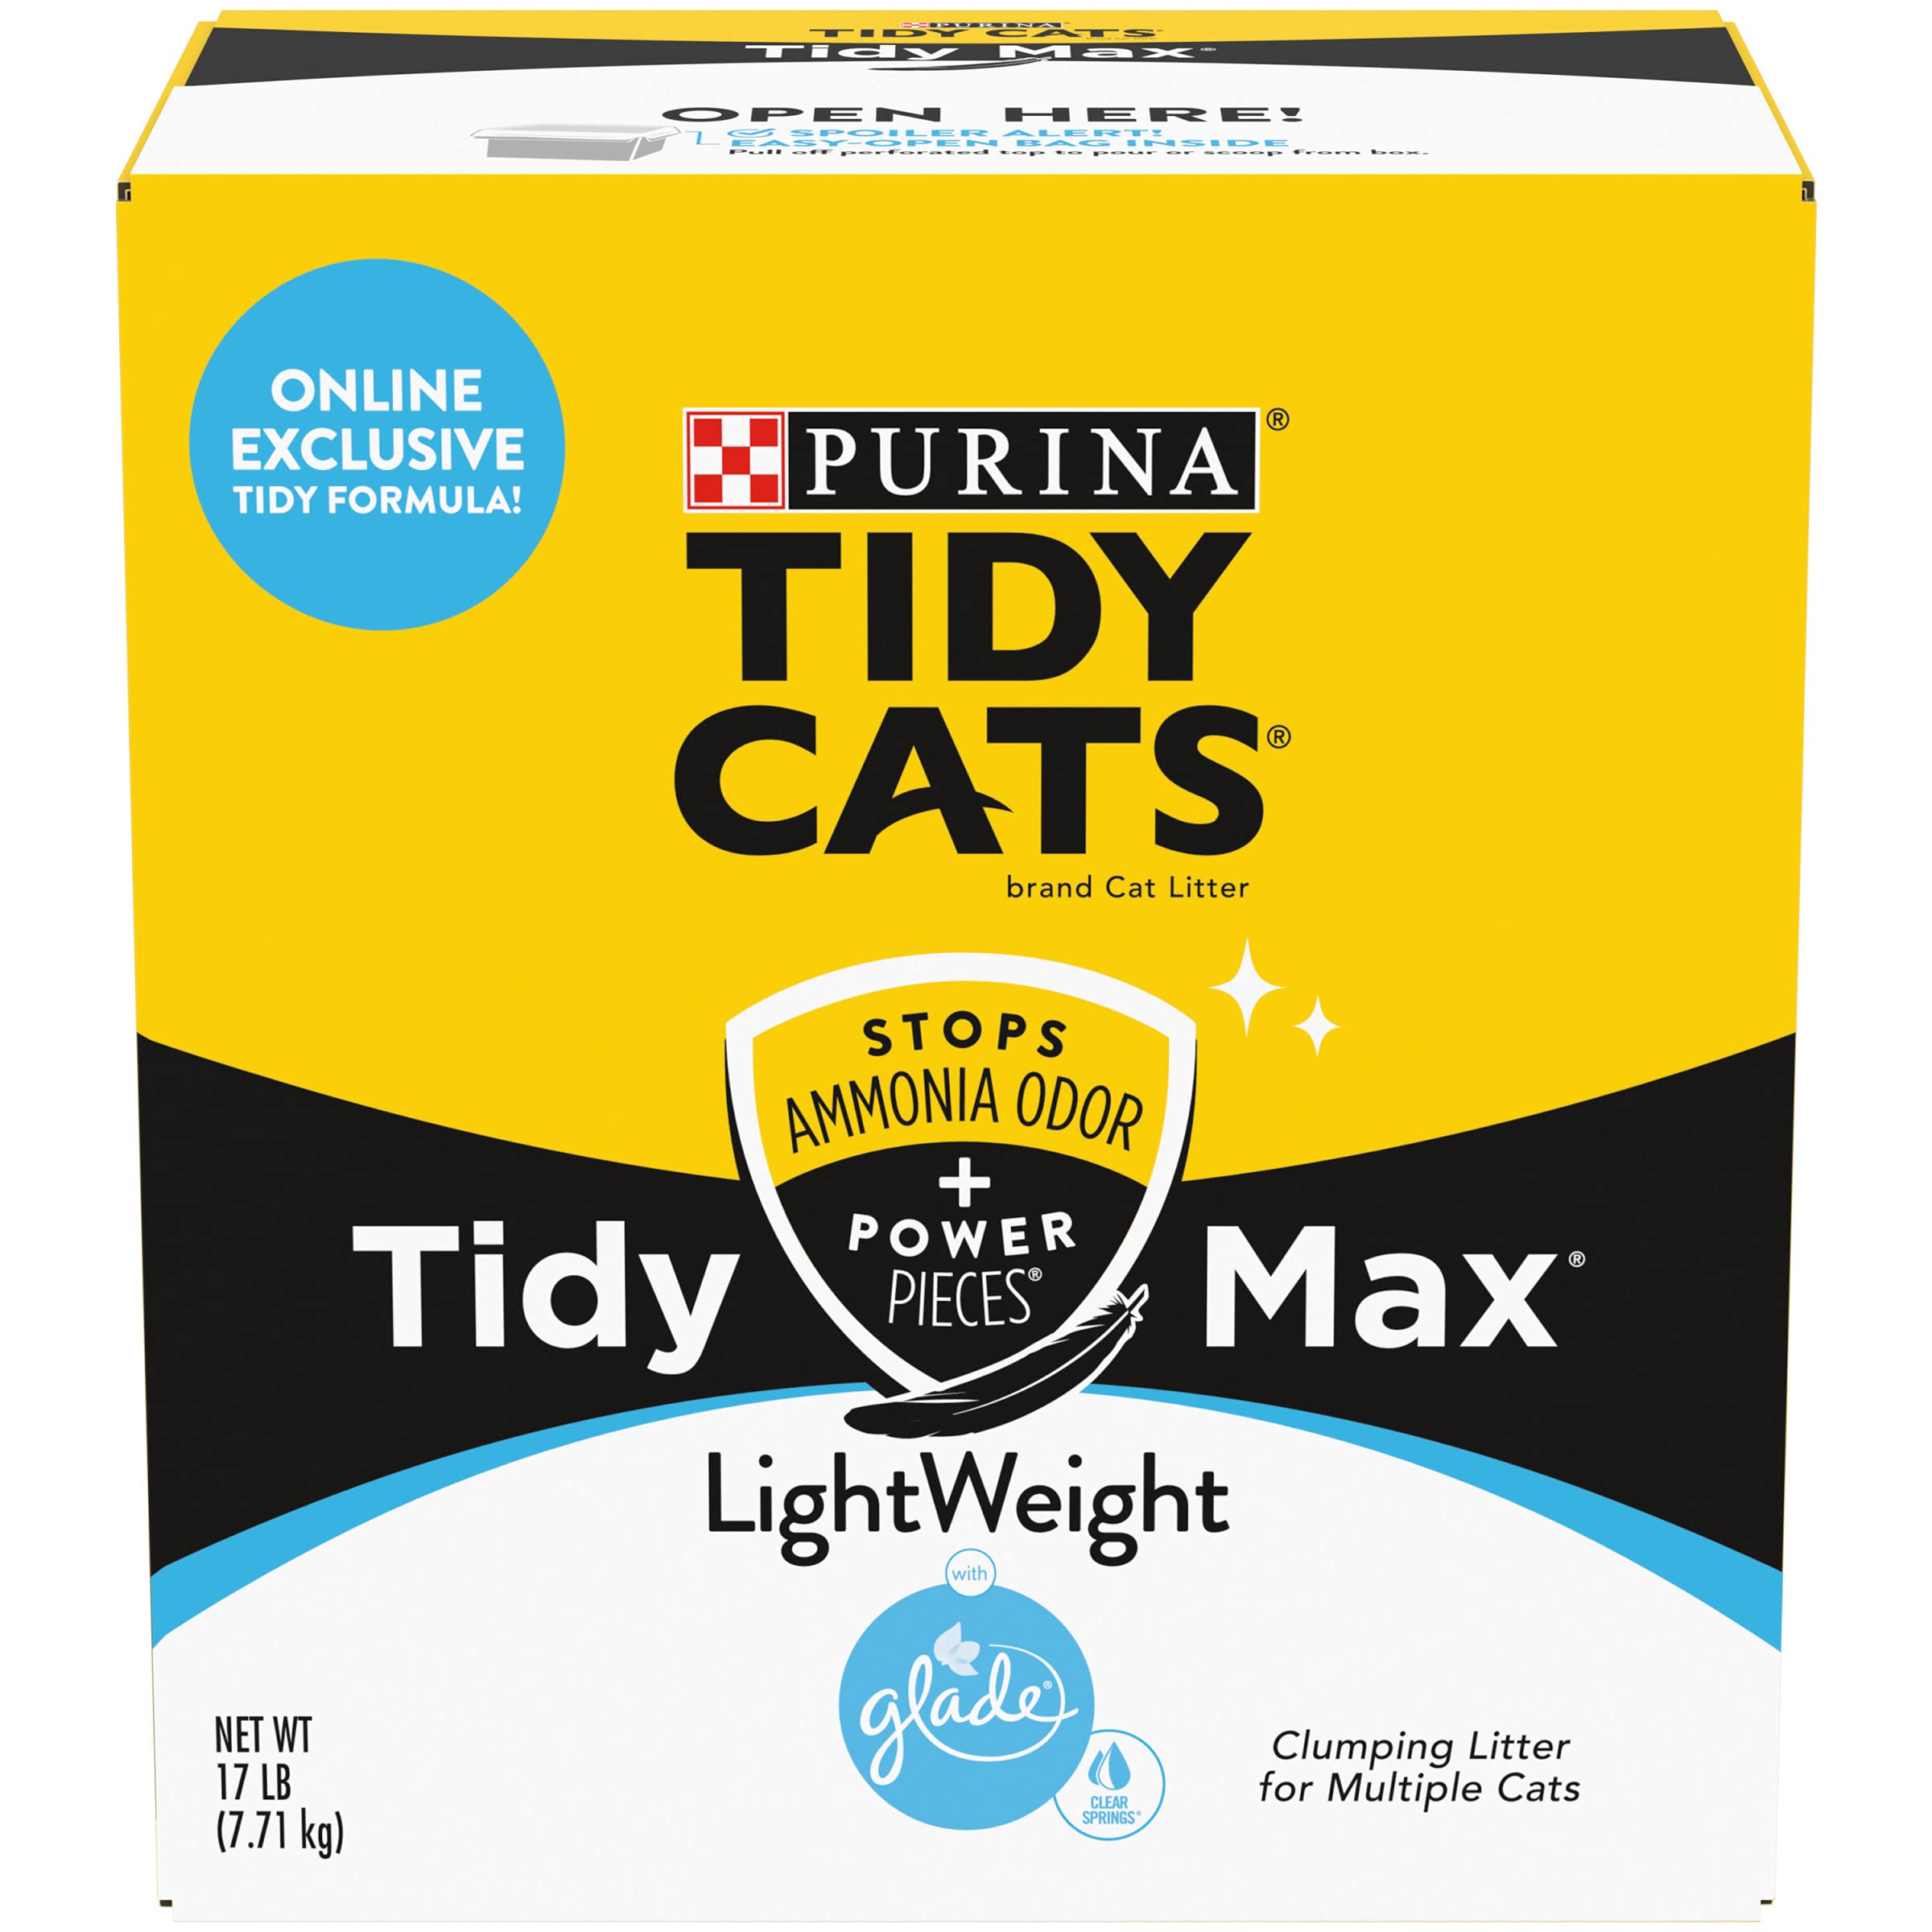 PURINA
TIDY CATS®
Tidy Max®
OPEN HERE!
SPOILER ALERT!
EASY-OPEN BAG INSIDE
Pull off perforated top to pour or scoop from box.
ONLINE
EXCLUSIVE
TIDY FORMULA!
PURINA®
TIDY
CATS®
brand Cat Litter
STOPS
AMMONIA ODOR
+
POWER
PIECES®
Tidy Max®
LightWeight
with
glade®
CLEAR
SPRINGS®
NET WT
17 LB
(7.71 kg)
Clumping Litter
for Multiple Cats